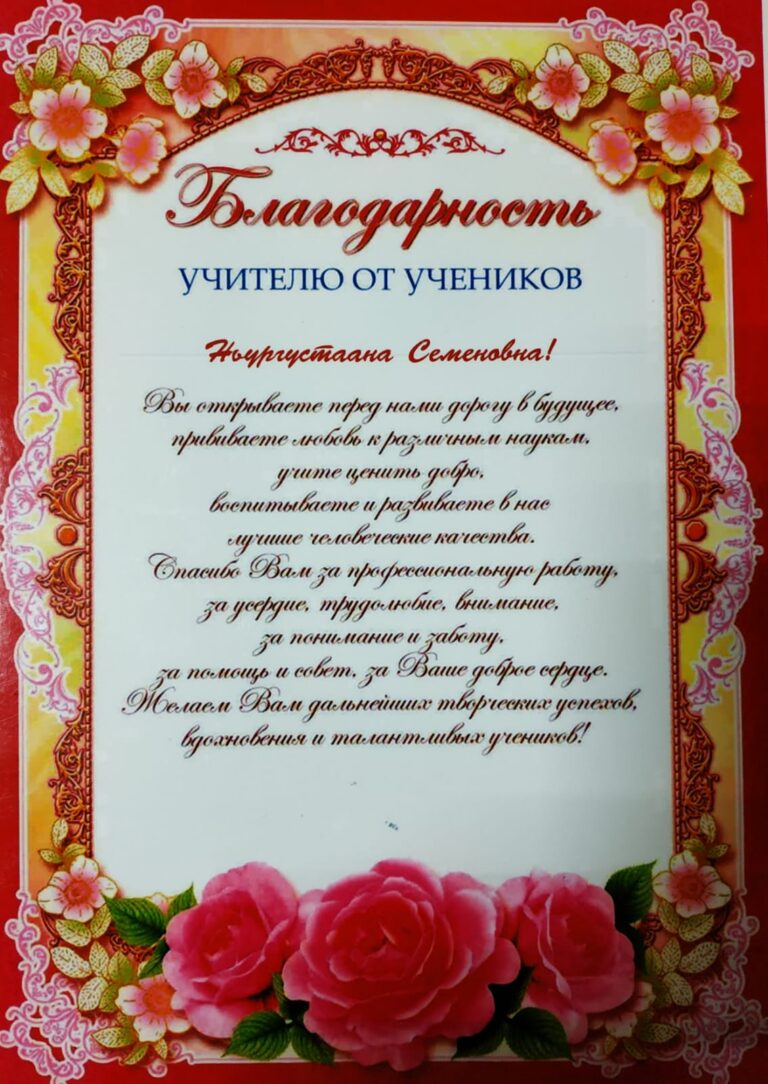 Благодарность
УЧИТЕЛЮ ОТ УЧЕНИКОВ
Ньургустаана Семеновна!
Вы открываете перед нами дорогу в будущее,
прививаете любовь к различным наукам,
учите ценить добро,
воспитываете и развиваете в нас
лучшие человеческие качества.
Спасибо Вам за профессиональную работу,
за усердие, трудолюбие, внимание,
за понимание и заботу,
за помощь и совет, за Ваше доброе сердце.
Желаем Вам дальнейших творческих успехов,
вдохновения и талантливых учеников!